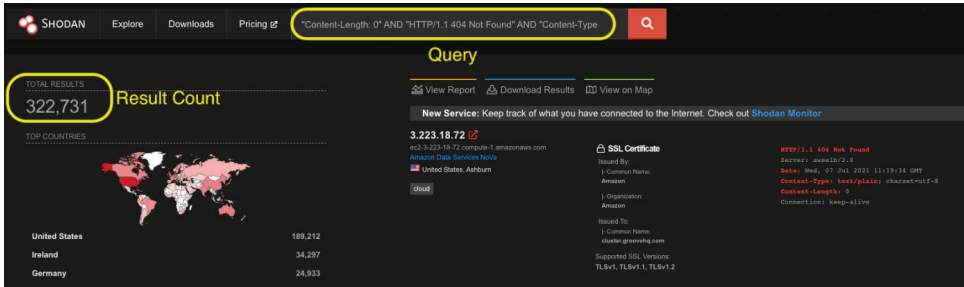 SHODAN Explore Downloads Pricing "Content-Length: 0" AND "HTTP/1.1 404 Not Found" AND "Content-Type
Query
TOTAL RESULTS
322,731
Result Count
TOP COUNTRIES
United States 189,212
Ireland 34,297
Germany 24,933
View Report Download Results View on Map
New Service: Keep track of what you have connected to the Internet. Check out Shodan Monitor
3.223.18.72
ec2-3-223-18-72.compute-1.amazonaws.com
Amazon Data Services NoVa
United States, Ashburn
cloud
SSL Certificate
Issued By:
|- Common Name:
Amazon
|- Organization:
Amazon
Issued To:
|- Common Name:
cluster.groovehq.com
Supported SSL Versions:
TLSv1, TLSv1.1, TLSv1.2
HTTP/1.1 404 Not Found
Server: awselb/2.0
Date: Wed, 07 Jul 2021 11:19:34 GMT
Content-Type: text/plain; charset=utf-8
Content-Length: 0
Connection: keep-alive